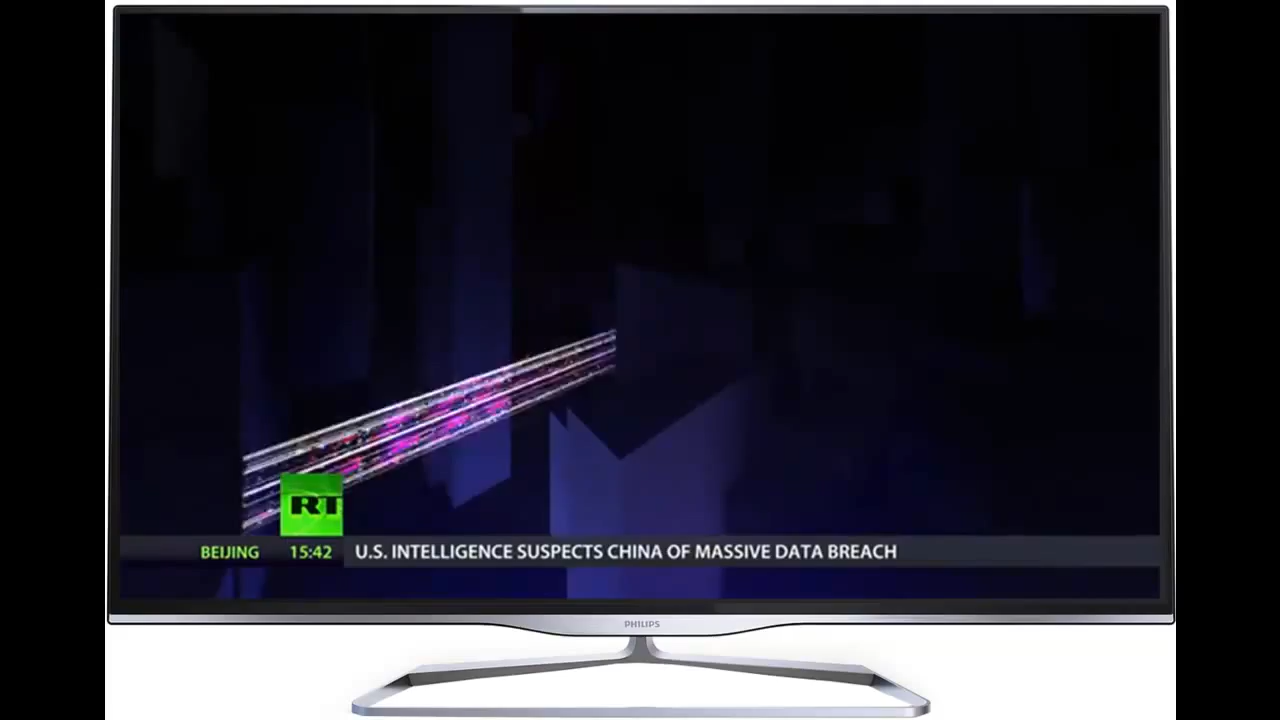 RT
BEIJING 15:42 U.S. INTELLIGENCE SUSPECTS CHINA OF MASSIVE DATA BREACH
PHILIPS